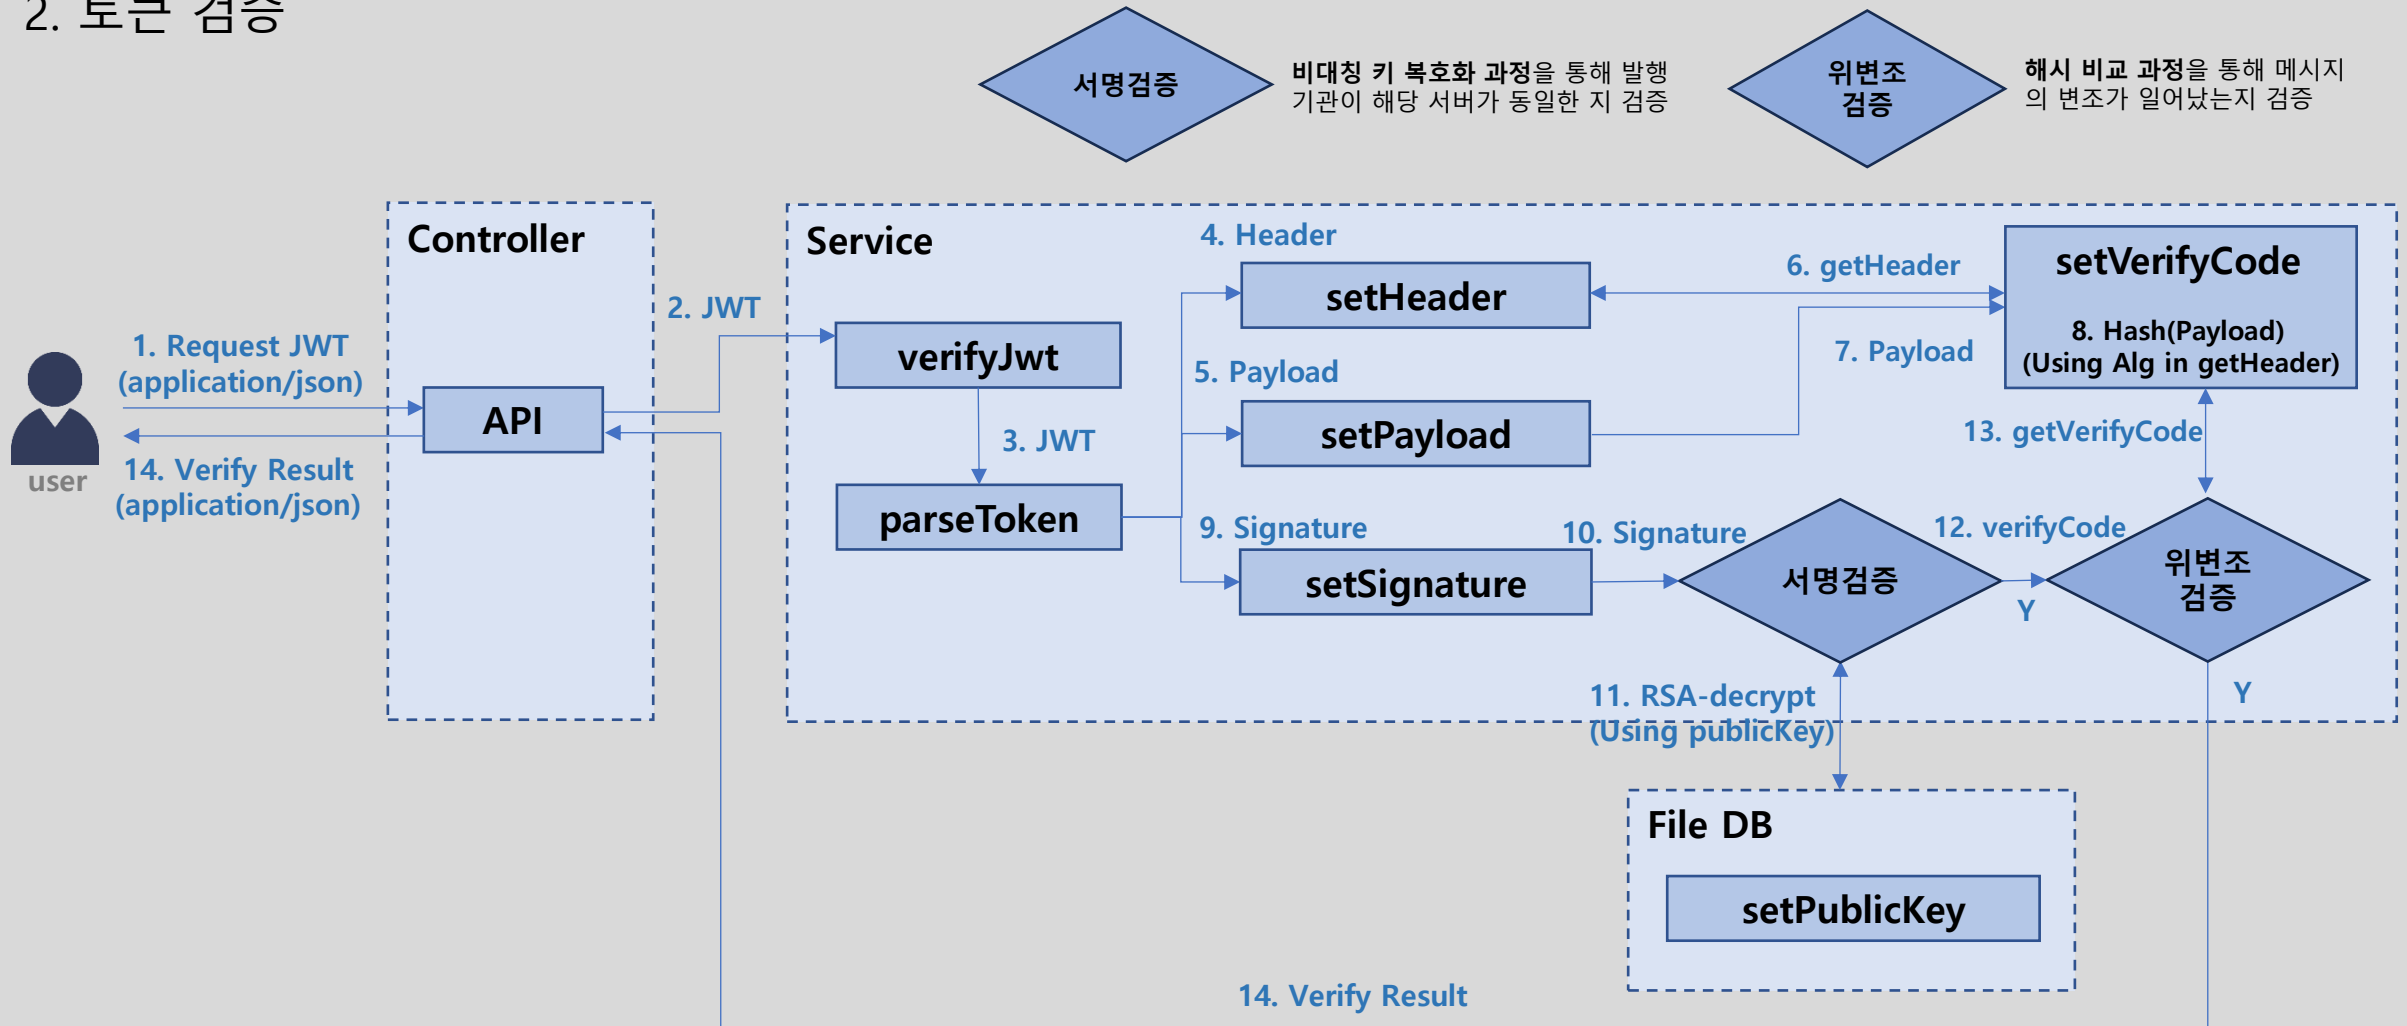 2. 토큰 검증
서명검증
비대칭 키 복호화 과정을 통해 발행
기관이 해당 서버가 동일한 지 검증
위변조
검증
해시 비교 과정을 통해 메시지
의 변조가 일어났는지 검증
Controller
Service
4. Header
setHeader
6. getHeader
setVerifyCode
8. Hash(Payload)
(Using Alg in getHeader)
2. JWT
1. Request JWT
(application/json)
verifyJwt
7. Payload
5. Payload
API
setPayload
3. JWT
13. getVerifyCode
14. Verify Result
(application/json)
user
parseToken
9. Signature
10. Signature
12. verifyCode
setSignature
서명검증
위변조
검증
Y
11. RSA-decrypt
(Using publicKey)
Y
File DB
setPublicKey
14. Verify Result